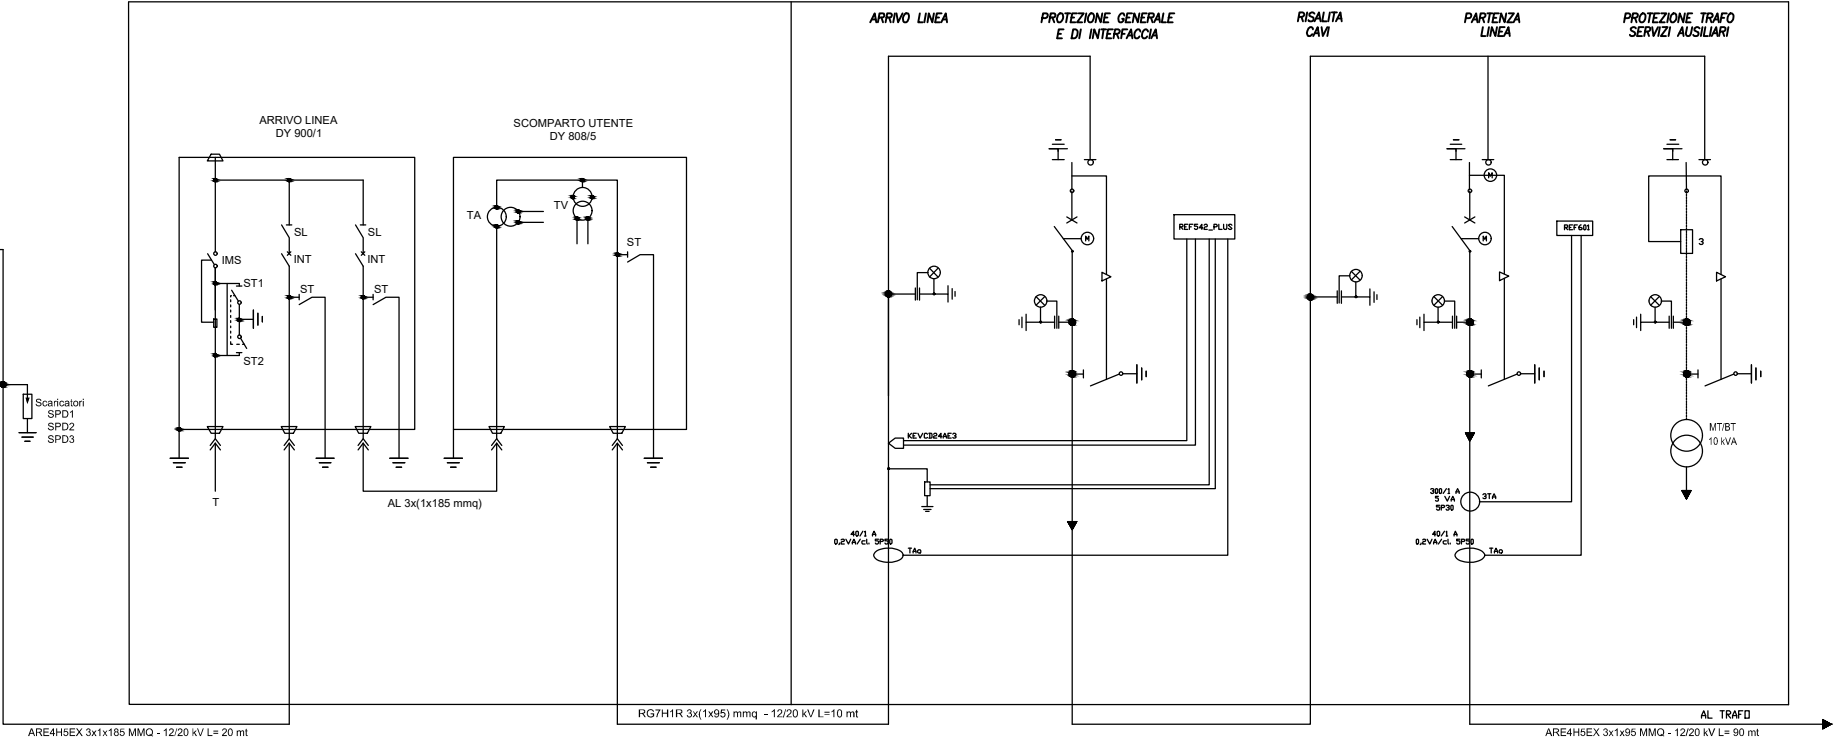 ARRIVO LINEA
PROTEZIONE GENERALE
E DI INTERFACCIA
RISALITA
CAVI
PARTENZA
LINEA
PROTEZIONE TRAFO
SERVIZI AUSILIARI
ARRIVO LINEA
DY 900/1
SCOMPARTO UTENTE
DY 808/5
TA
TV
ST
SL
SL
IMS
INT
INT
ST1
ST
ST
ST2
M
REF542_PLUS
M
M
REF601
3
Scaricatori
SPD1
SPD2
SPD3
T
AL 3x(1x185 mmq)
KEVCD24AE3
40/1 A
0,2VA/cl. 5P50
TAo
300/1 A
5 VA
5P30
3TA
40/1 A
0,2VA/cl. 5P50
TAo
MT/BT
10 kVA
RG7H1R 3x(1x95) mmq - 12/20 kV L=10 mt
AL TRAFO
ARE4H5EX 3x1x185 MMQ - 12/20 kV L= 20 mt
ARE4H5EX 3x1x95 MMQ - 12/20 kV L= 90 mt